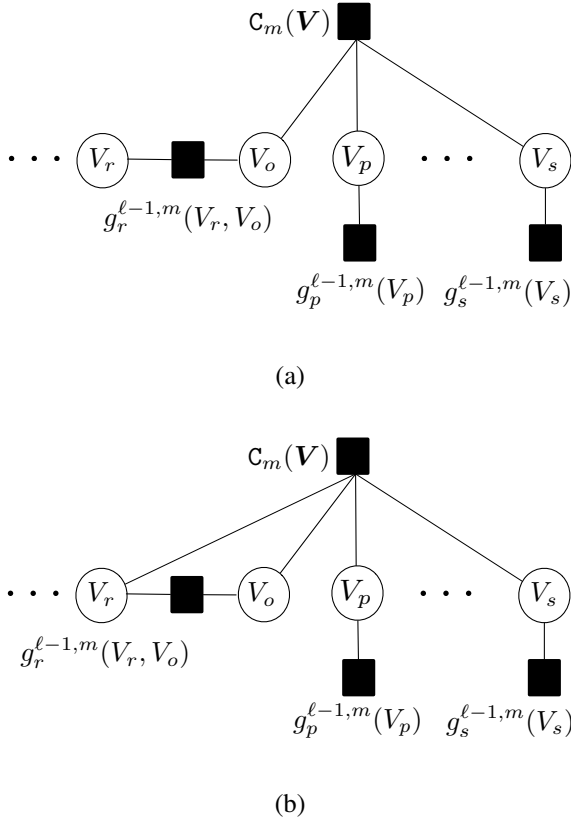 C_m(V)
· · · V_r V_o V_p · · · V_s
g_r^{ℓ−1,m}(V_r, V_o)
g_p^{ℓ−1,m}(V_p) g_s^{ℓ−1,m}(V_s)
(a)
C_m(V)
· · · V_r V_o V_p · · · V_s
g_r^{ℓ−1,m}(V_r, V_o)
g_p^{ℓ−1,m}(V_p) g_s^{ℓ−1,m}(V_s)
(b)